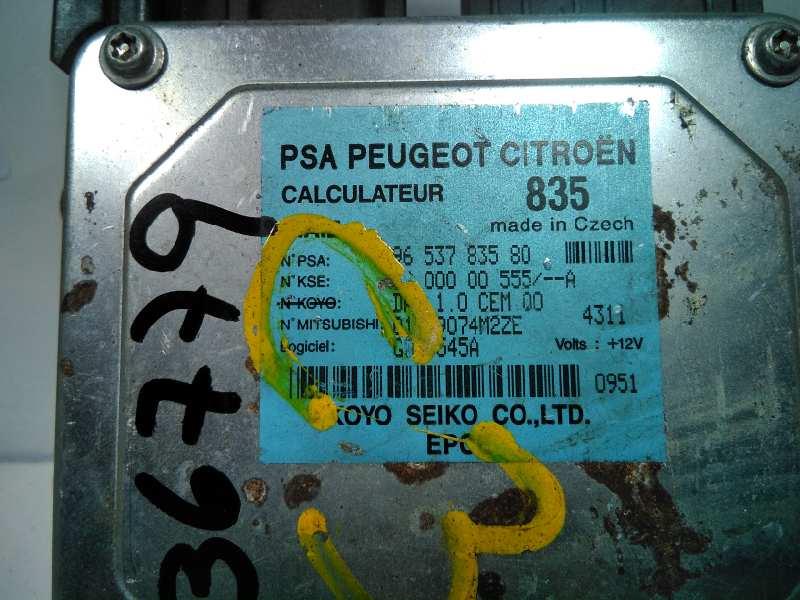 PSA PEUGEOT CITROËN
CALCULATEUR 835
made in Czech
N°PSA: 96 537 835 80
N°KSE: 000 00 555/--A
N°KOYO: 1.0 CEM 00
N°MITSUBISHI: 4311
Logiciel: Volts : +12V
0951
KOYO SEIKO CO.,LTD.
36779